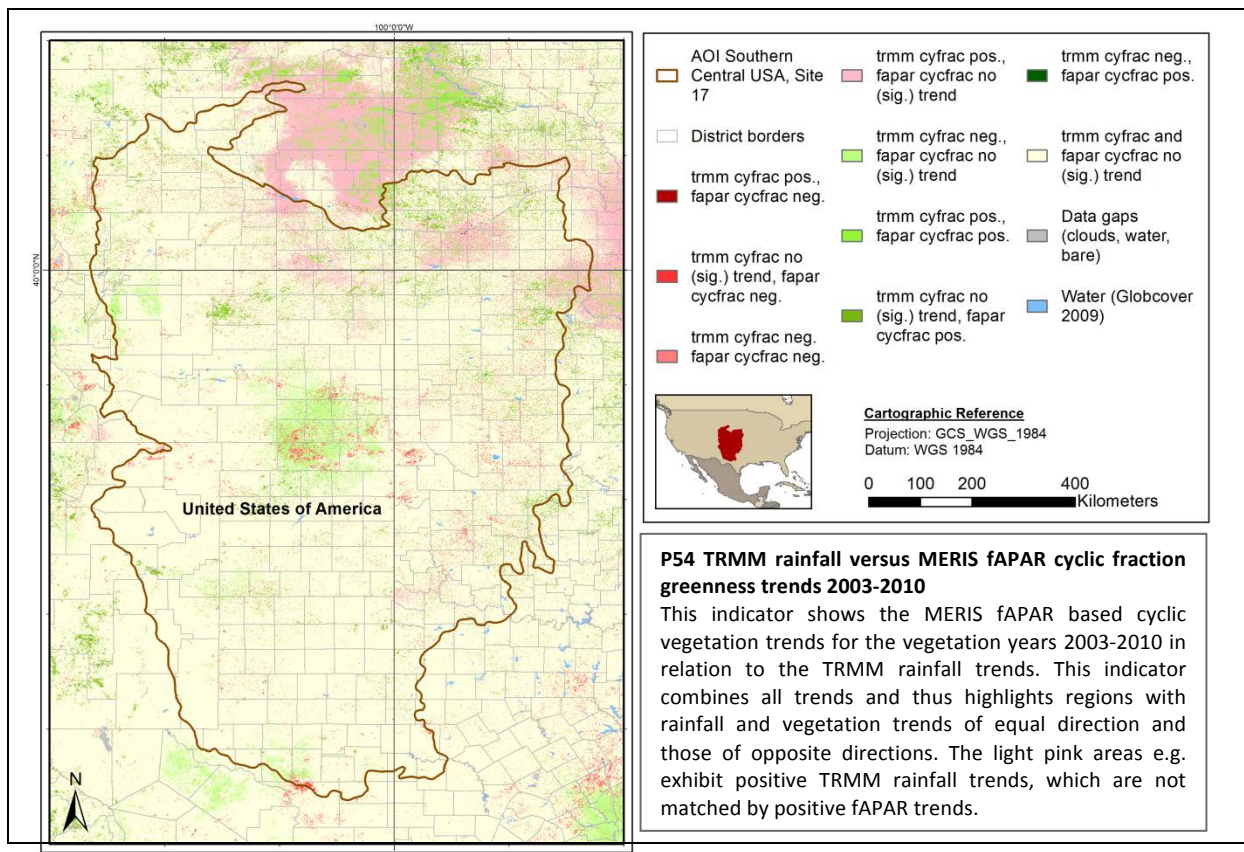 100°0'0"W
40°0'0"N
United States of America
N
AOI Southern
Central USA, Site
17
District borders
trmm cyfrac pos.,
fapar cycfrac neg.
trmm cyfrac no
(sig.) trend, fapar
cycfrac neg.
trmm cyfrac neg.
fapar cycfrac neg.
trmm cyfrac pos.,
fapar cycfrac no
(sig.) trend
trmm cyfrac neg.,
fapar cycfrac no
(sig.) trend
trmm cyfrac pos.,
fapar cycfrac pos.
trmm cyfrac no
(sig.) trend, fapar
cycfrac pos.
trmm cyfrac neg.,
fapar cycfrac pos.
trmm cyfrac and
fapar cycfrac no
(sig.) trend
Data gaps
(clouds, water,
bare)
Water (Globcover
2009)
Cartographic Reference
Projection: GCS_WGS_1984
Datum: WGS 1984
0 100 200 400
Kilometers
P54 TRMM rainfall versus MERIS fAPAR cyclic fraction
greenness trends 2003-2010
This indicator shows the MERIS fAPAR based cyclic
vegetation trends for the vegetation years 2003-2010 in
relation to the TRMM rainfall trends. This indicator
combines all trends and thus highlights regions with
rainfall and vegetation trends of equal direction and
those of opposite directions. The light pink areas e.g.
exhibit positive TRMM rainfall trends, which are not
matched by positive fAPAR trends.